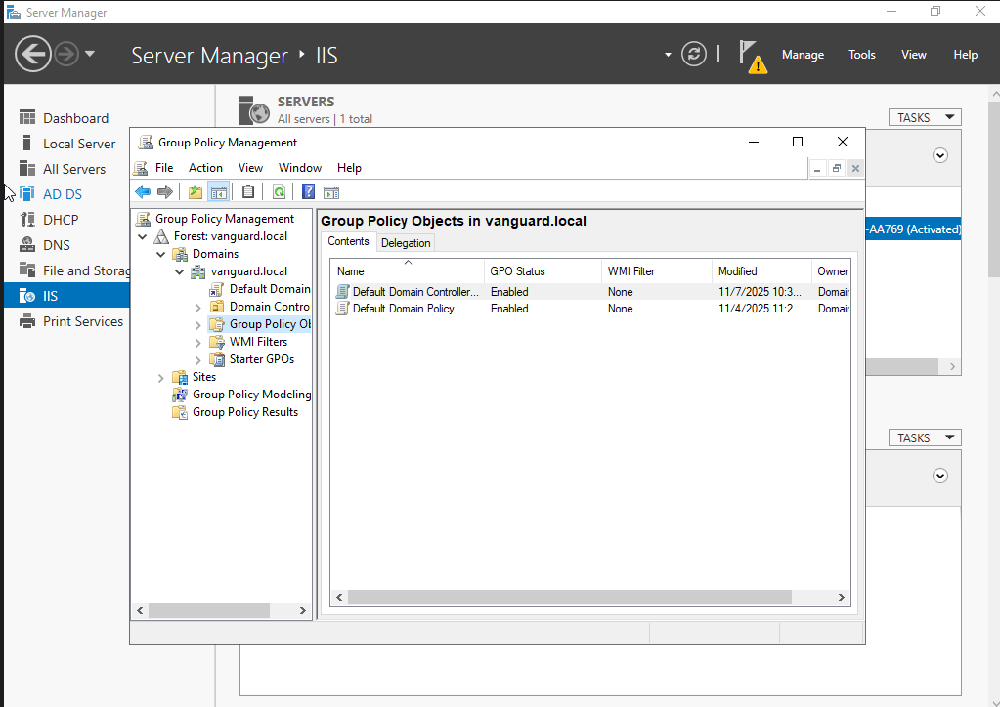 Server Manager
Server Manager ‣ IIS
Manage Tools View Help
Dashboard
Local Server
All Servers
AD DS
DHCP
DNS
File and Storag
IIS
Print Services
SERVERS
All servers | 1 total
TASKS
-AA769 (Activated)
TASKS
Group Policy Management
File Action View Window Help
Group Policy Management
Forest: vanguard.local
Domains
vanguard.local
Default Domain
Domain Contro
Group Policy Ob
WMI Filters
Starter GPOs
Sites
Group Policy Modeling
Group Policy Results
Group Policy Objects in vanguard.local
Contents Delegation
Name GPO Status WMI Filter Modified Owner
Default Domain Controller... Enabled None 11/7/2025 10:3... Domain
Default Domain Policy Enabled None 11/4/2025 11:2... Domain